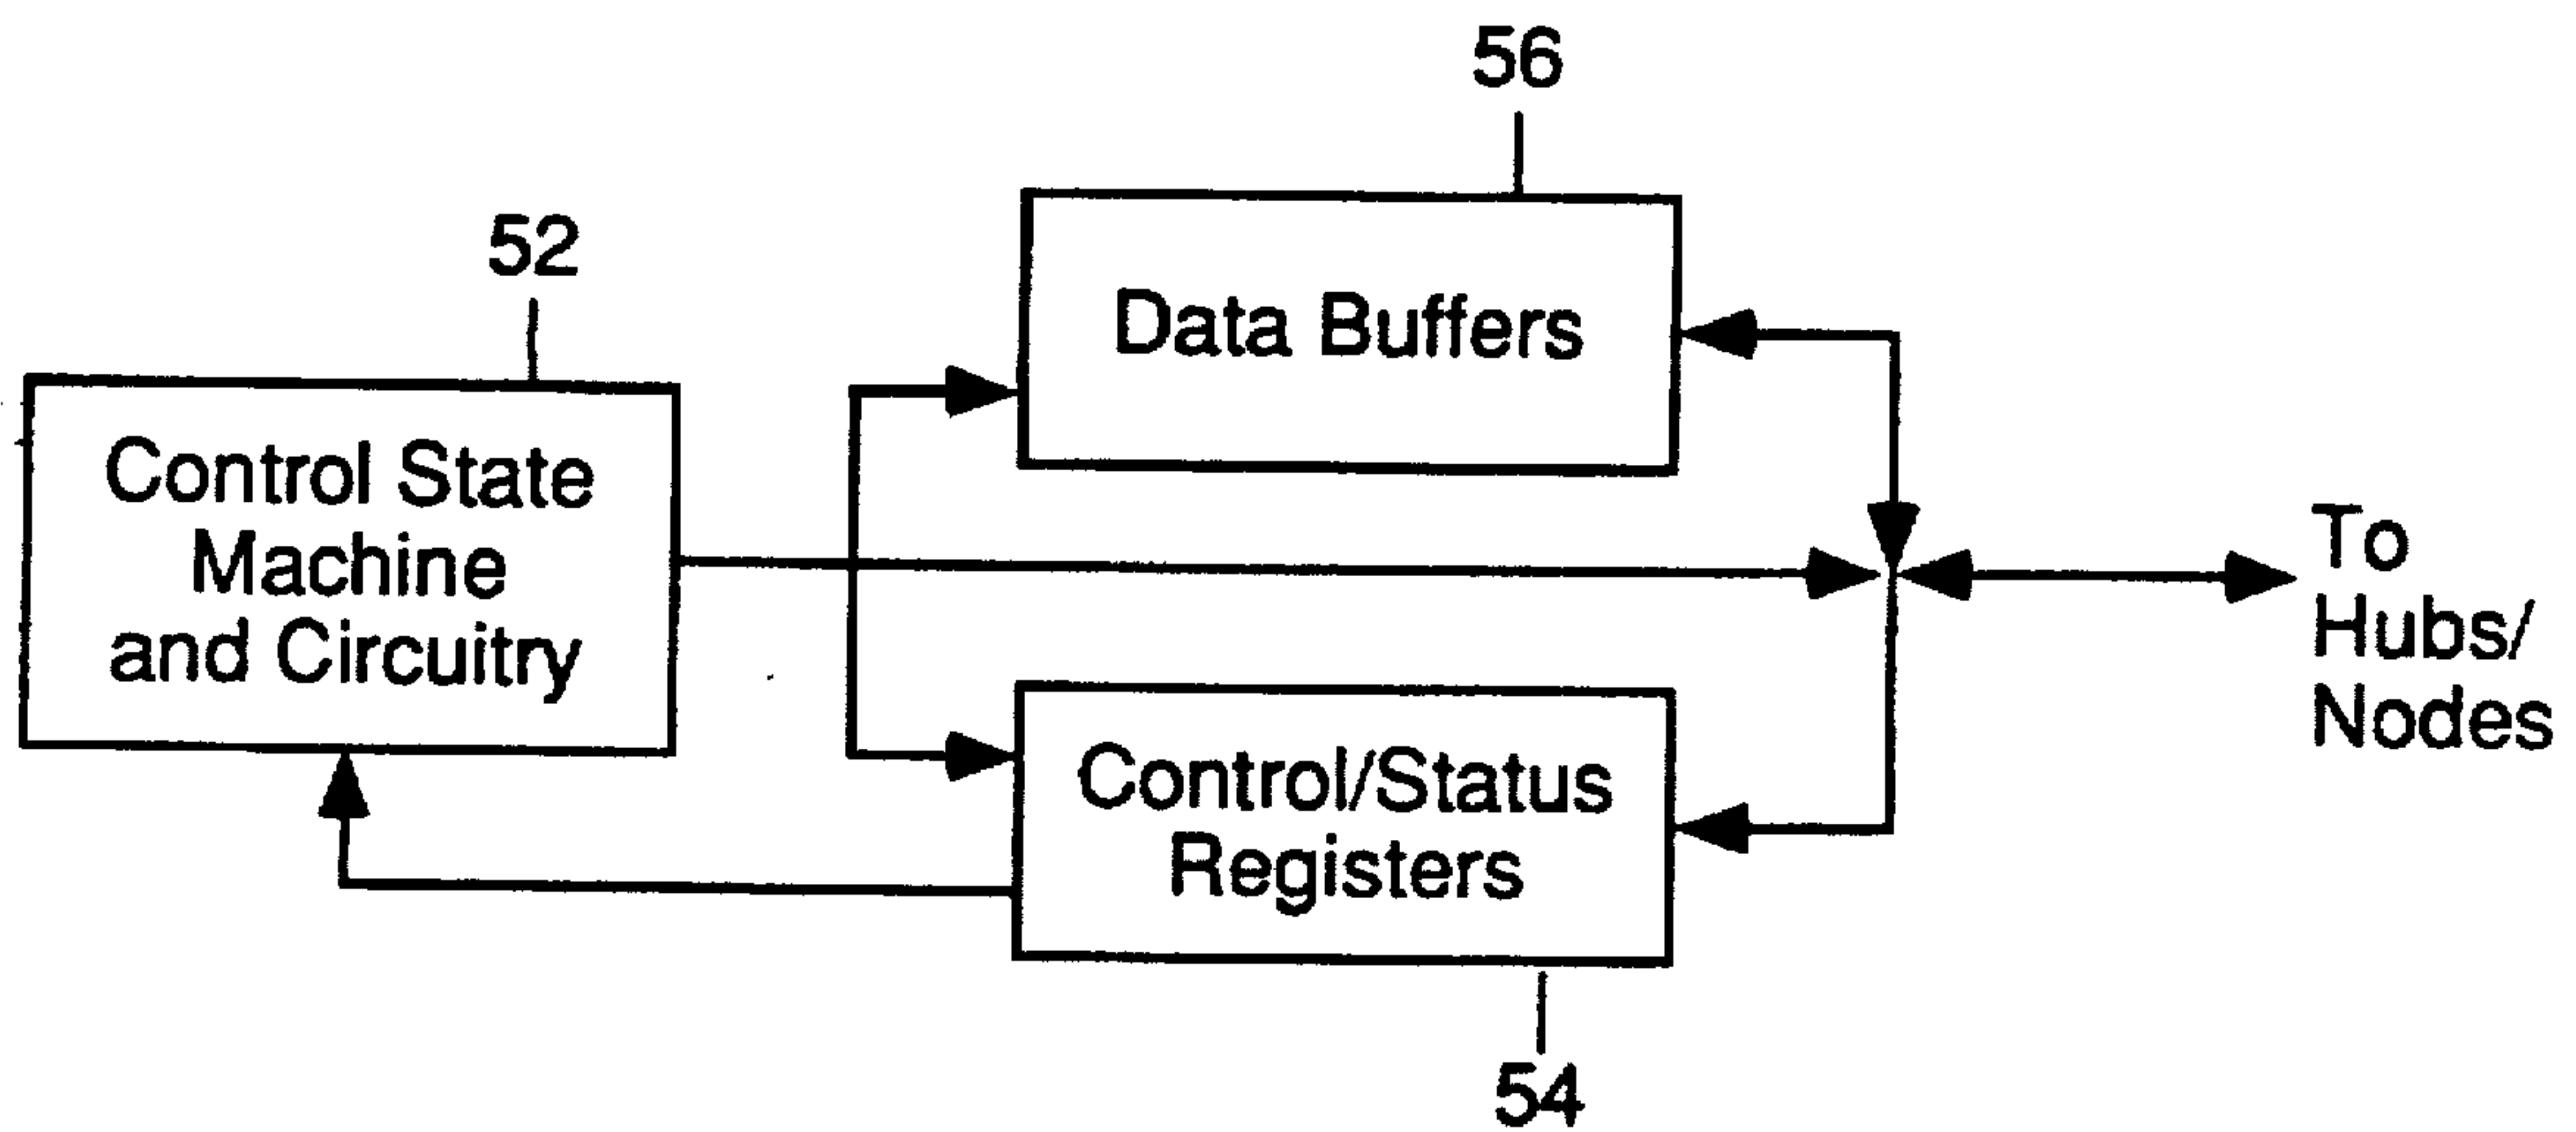 56
Data Buffers
52
Control State
Machine
and Circuitry
To
Hubs/
Nodes
Control/Status
Registers
54